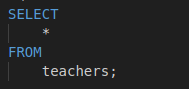 SELECT
    *
FROM
    teachers;